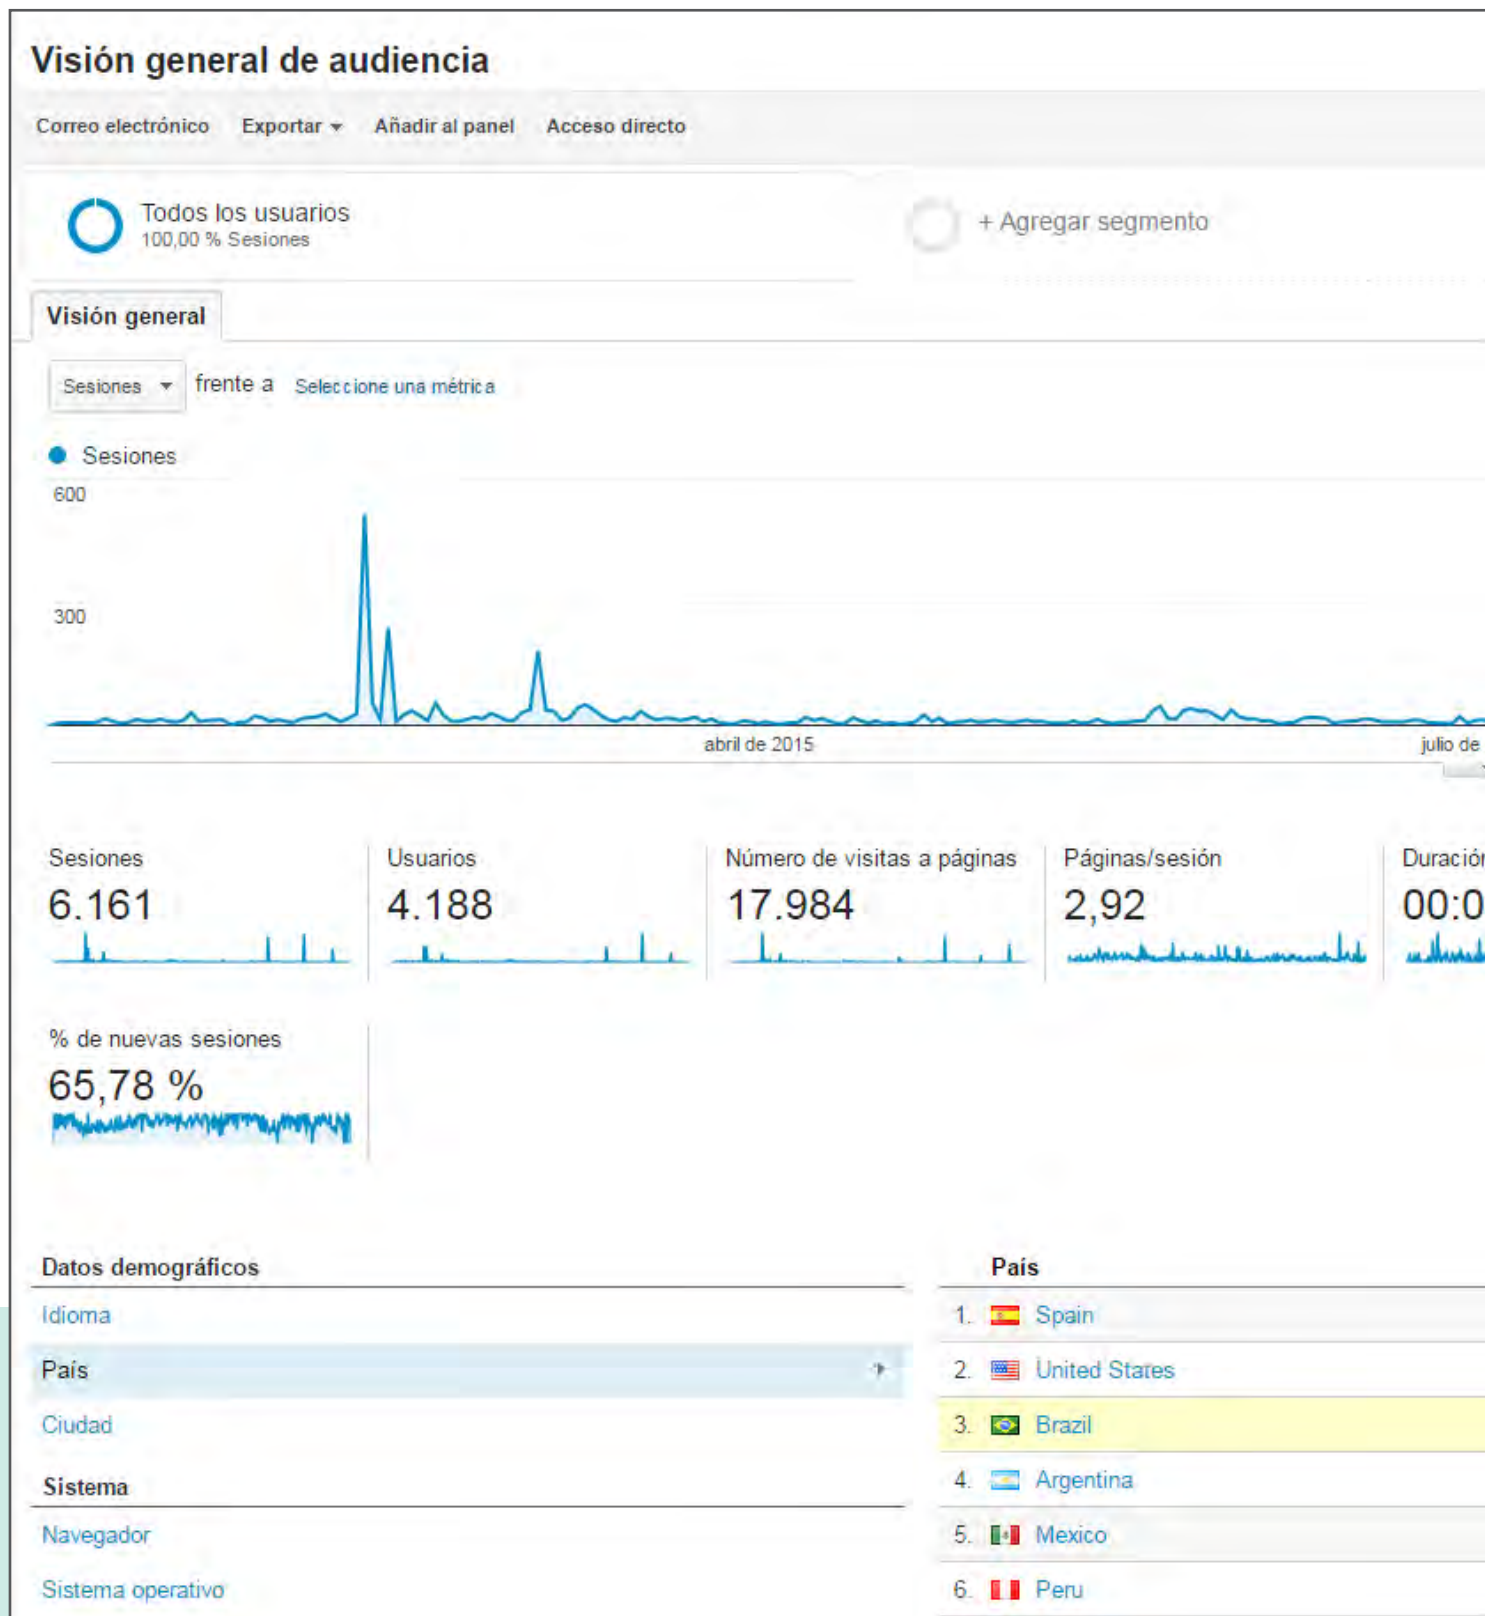 Visión general de audiencia
Correo electrónico Exportar Añadir al panel Acceso directo
Todos los usuarios
100,00 % Sesiones
+ Agregar segmento
Visión general
Sesiones frente a Seleccione una métrica
Sesiones
600
300
abril de 2015 julio de
Sesiones Usuarios Número de visitas a páginas Páginas/sesión Duración
6.161 4.188 17.984 2,92 00:0
% de nuevas sesiones
65,78 %
Datos demográficos
Idioma
País
Ciudad
Sistema
Navegador
Sistema operativo
País
1. Spain
2. United States
3. Brazil
4. Argentina
5. Mexico
6. Peru